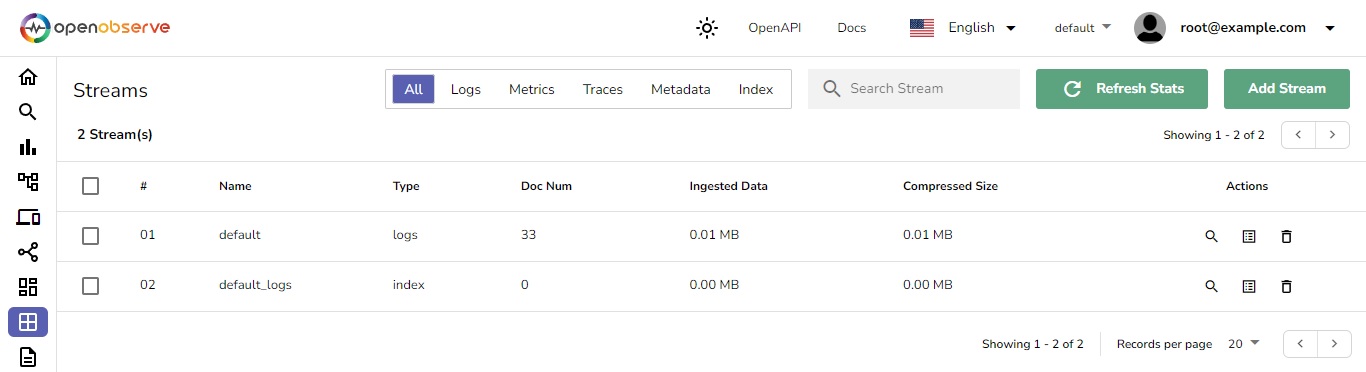 openobserve OpenAPI Docs English default root@example.com
Streams All Logs Metrics Traces Metadata Index Search Stream Refresh Stats Add Stream
2 Stream(s) Showing 1 - 2 of 2
# Name Type Doc Num Ingested Data Compressed Size Actions
01 default logs 33 0.01 MB 0.01 MB
02 default_logs index 0 0.00 MB 0.00 MB
Showing 1 - 2 of 2 Records per page 20